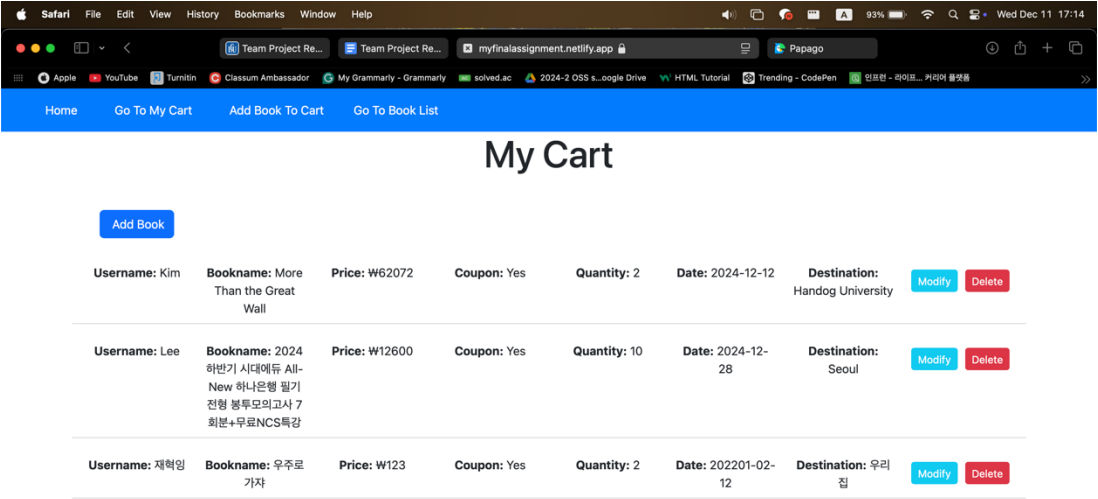 Safari File Edit View History Bookmarks Window Help 93% Wed Dec 11 17:14
Team Project Re... Team Project Re... myfinalassignment.netlify.app Papago
Apple YouTube Turnitin Classum Ambassador My Grammarly - Grammarly solved.ac 2024-2 OSS s...oogle Drive HTML Tutorial Trending - CodePen 인프런 - 라이프... 커리어 플랫폼
Home Go To My Cart Add Book To Cart Go To Book List
My Cart
Add Book
Username: Kim Bookname: More Price: ₩62072 Coupon: Yes Quantity: 2 Date: 2024-12-12 Destination:
Than the Great Handog University Modify Delete
Wall
Username: Lee Bookname: 2024 Price: ₩12600 Coupon: Yes Quantity: 10 Date: 2024-12- Destination:
하반기 시대에듀 All- 28 Seoul Modify Delete
New 하나은행 필기
전형 봉투모의고사 7
회분+무료NCS특강
Username: 재혁잉 Bookname: 우주로 Price: ₩123 Coupon: Yes Quantity: 2 Date: 202201-02- Destination: 우리
가쟈 12 집 Modify Delete